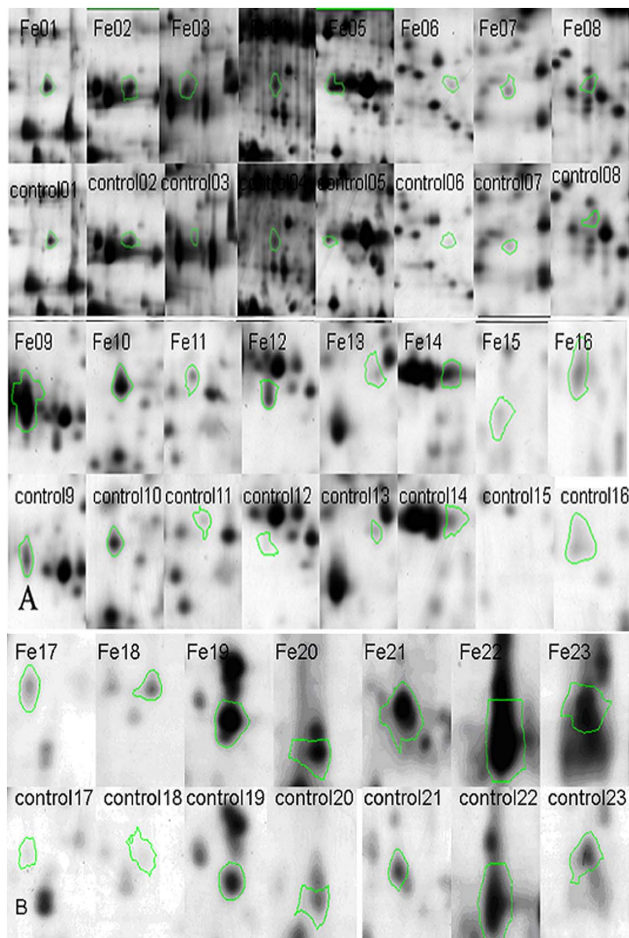 Fe01 Fe02 Fe03 Fe04 Fe05 Fe06 Fe07 Fe08
control01 control02 control03 control04 control05 control06 control07 control08
Fe09 Fe10 Fe11 Fe12 Fe13 Fe14 Fe15 Fe16
control9 control10 control11 control12 control13 control14 control15 control16
A
Fe17 Fe18 Fe19 Fe20 Fe21 Fe22 Fe23
control17 control18 control19 control20 control21 control22 control23
B